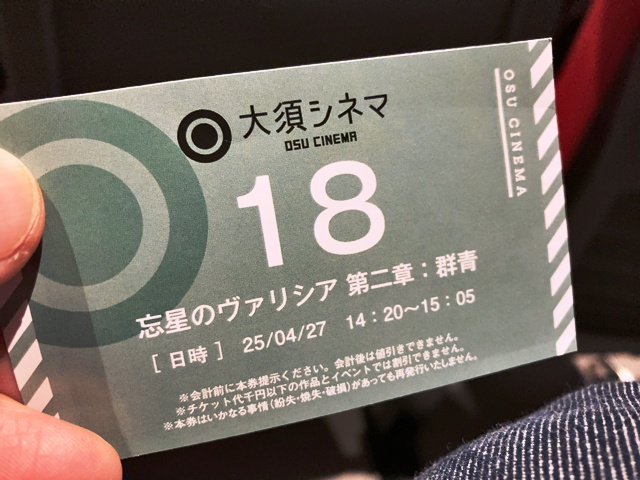 大須シネマ
OSU CINEMA
18
忘星のヴァリシア 第二章：群青
[ 日時 ] 25/04/27 14：20〜15：05
※会計前に本券提示ください。会計後は値引きできません。
※チケット代千円以下の作品とイベントでは割引できません。
※本券はいかなる事情（紛失・焼失・破損）があっても再発行いたしません。
OSU CINEMA